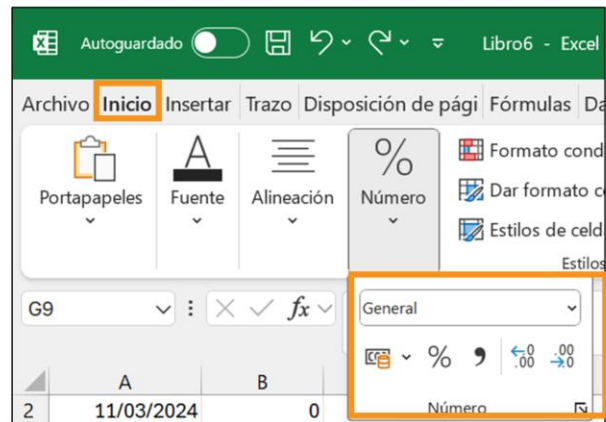 Autoguardado Libro6 - Excel
Archivo Inicio Insertar Trazo Disposición de pági Fórmulas Da
Portapapeles Fuente Alineación Número
Formato cond
Dar formato c
Estilos de celd
Estilos
G9 fx General
% , 0 .00 .00 0
Número
A B
2 11/03/2024 0